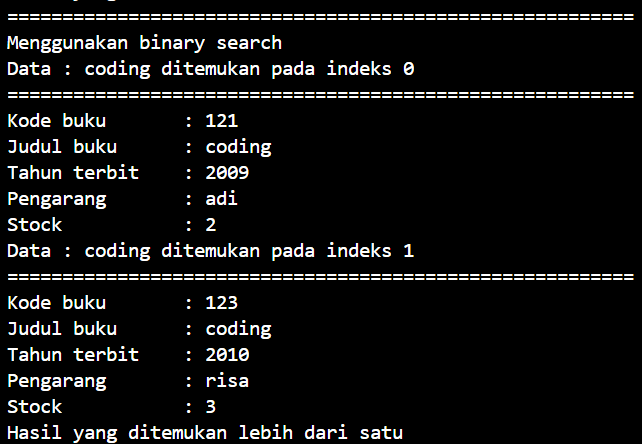 =========================================================
Menggunakan binary search
Data : coding ditemukan pada indeks 0
=========================================================
Kode buku       : 121
Judul buku      : coding
Tahun terbit    : 2009
Pengarang       : adi
Stock           : 2
Data : coding ditemukan pada indeks 1
=========================================================
Kode buku       : 123
Judul buku      : coding
Tahun terbit    : 2010
Pengarang       : risa
Stock           : 3
Hasil yang ditemukan lebih dari satu